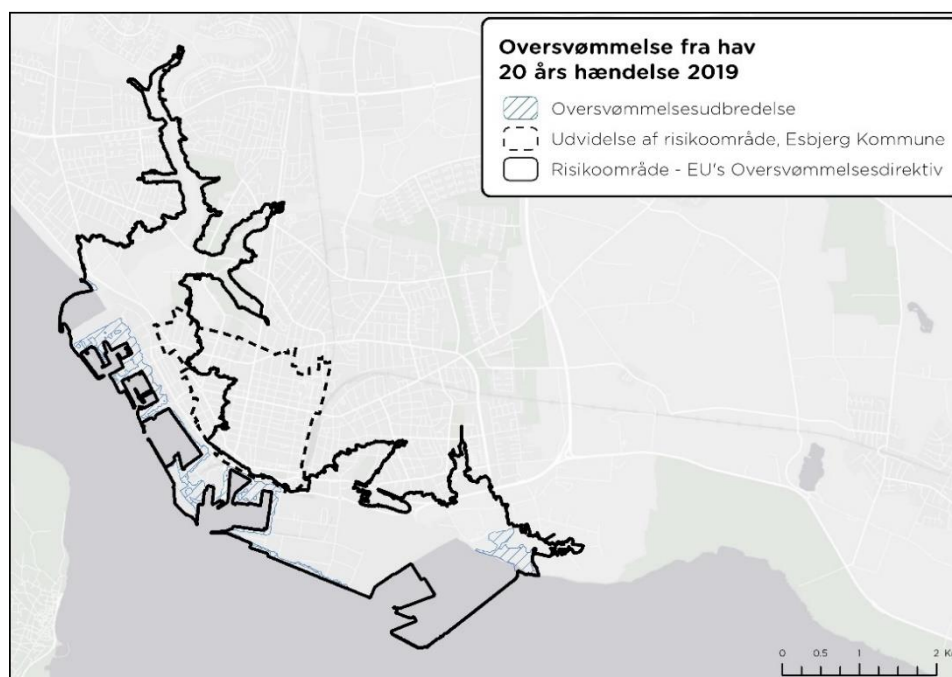 Oversvømmelse fra hav
20 års hændelse 2019
Oversvømmelsesudbredelse
Udvidelse af risikoområde, Esbjerg Kommune
Risikoområde - EU's Oversvømmelsesdirektiv
0 0.5 1 2 K